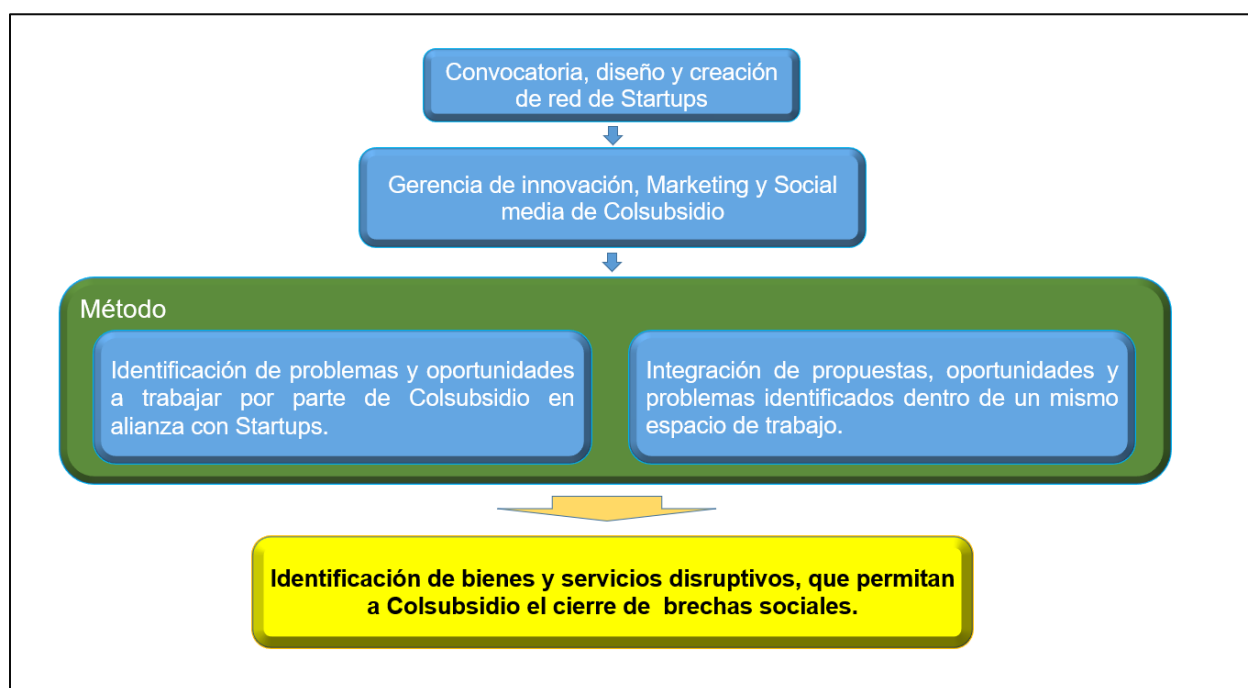 Convocatoria, diseño y creación
de red de Startups
Gerencia de innovación, Marketing y Social
media de Colsubsidio
Método
Identificación de problemas y oportunidades
a trabajar por parte de Colsubsidio en
alianza con Startups.
Integración de propuestas, oportunidades y
problemas identificados dentro de un mismo
espacio de trabajo.
Identificación de bienes y servicios disruptivos, que permitan
a Colsubsidio el cierre de  brechas sociales.